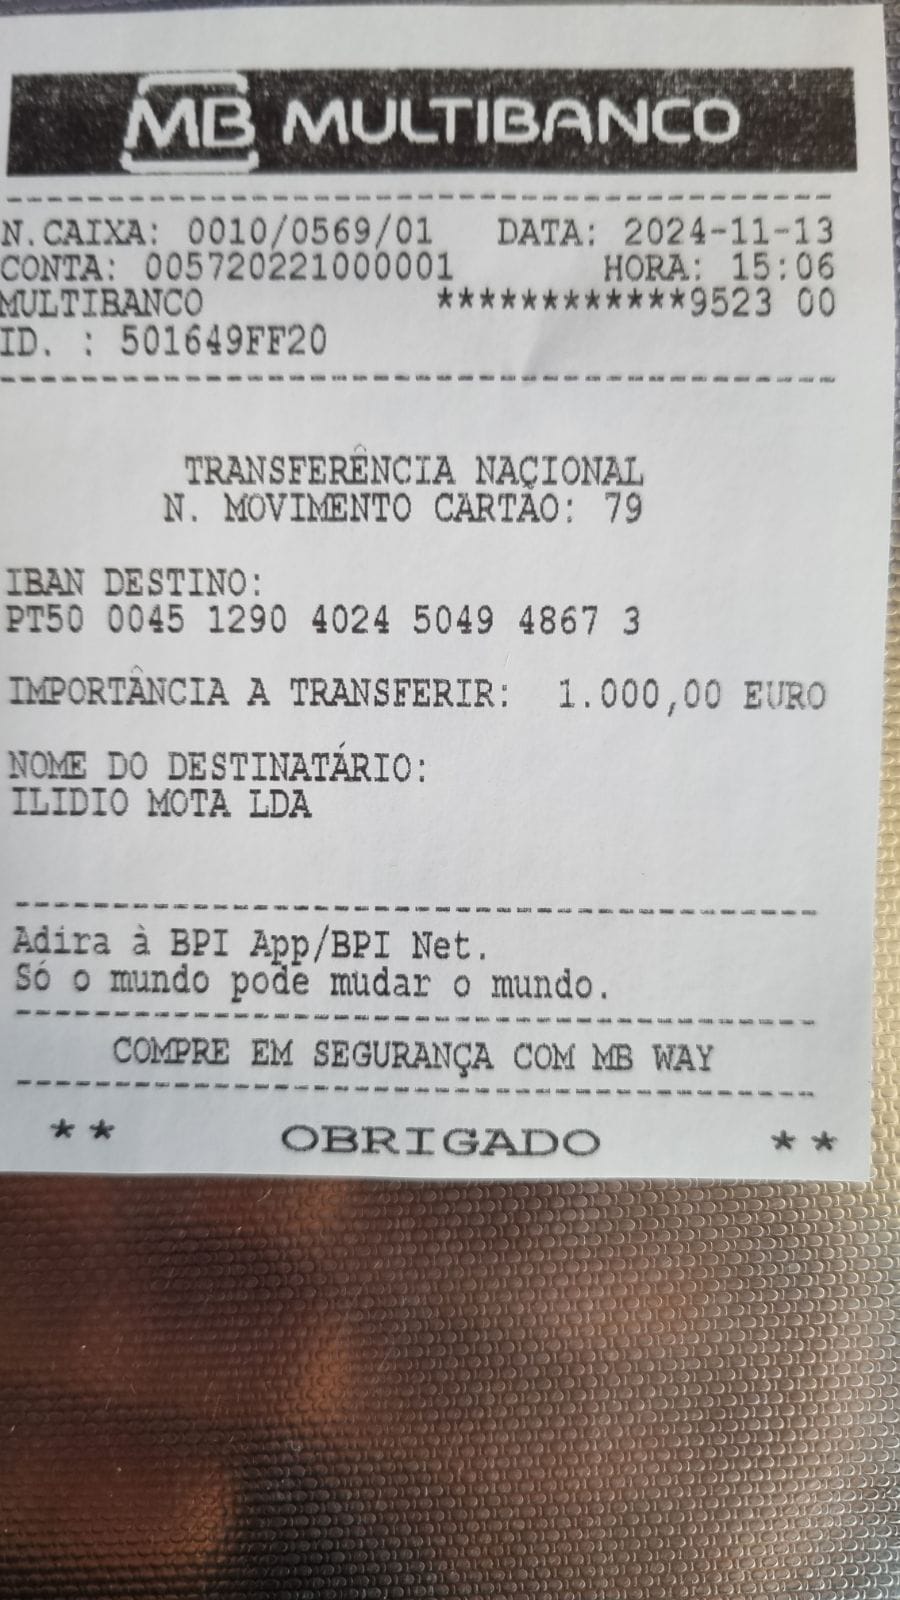 MB MULTIBANCO
N.CAIXA: 0010/0569/01 DATA: 2024-11-13
CONTA: 005720221000001 HORA: 15:06
MULTIBANCO ************9523 00
ID. : 501649FF20
TRANSFERÊNCIA NACIONAL
N. MOVIMENTO CARTÃO: 79
IBAN DESTINO:
PT50 0045 1290 4024 5049 4867 3
IMPORTÂNCIA A TRANSFERIR: 1.000,00 EURO
NOME DO DESTINATÁRIO:
ILIDIO MOTA LDA
Adira à BPI App/BPI Net.
Só o mundo pode mudar o mundo.
COMPRE EM SEGURANÇA COM MB WAY
** OBRIGADO **